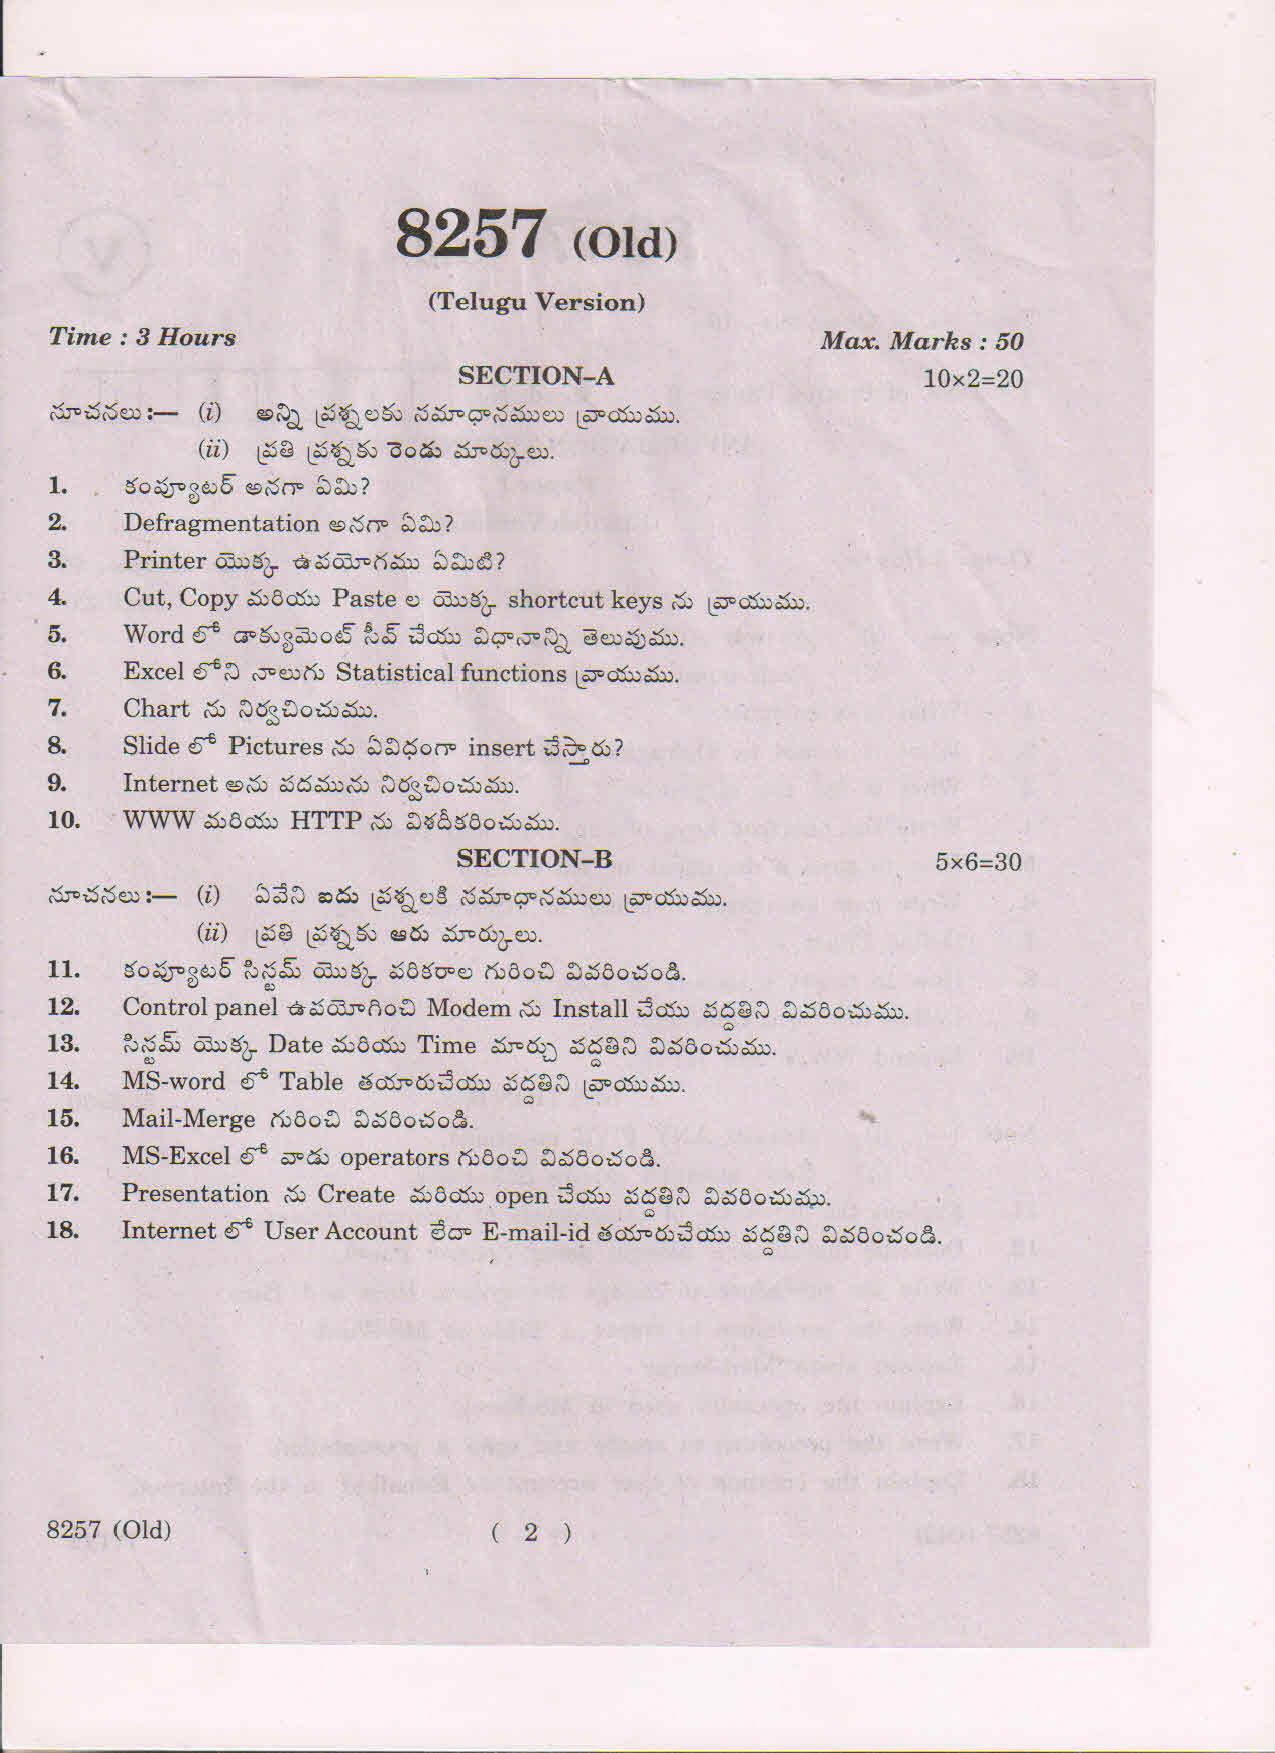 8257 (Old)
(Telugu Version)
Time : 3 Hours
Max. Marks : 50
SECTION–A 10×2=20
సూచనలు :— (i) అన్ని ప్రశ్నలకు సమాధానములు వ్రాయుము.
(ii) ప్రతి ప్రశ్నకు రెండు మార్కులు.
1. కంప్యూటర్ అనగా ఏమి?
2. Defragmentation అనగా ఏమి?
3. Printer యొక్క ఉపయోగము ఏమిటి?
4. Cut, Copy మరియు Paste ల యొక్క shortcut keys ను వ్రాయుము.
5. Word లో డాక్యుమెంట్ సేవ్ చేయు విధానాన్ని తెలుపుము.
6. Excel లోని నాలుగు Statistical functions వ్రాయుము.
7. Chart ను నిర్వచించుము.
8. Slide లో Pictures ను ఏవిధంగా insert చేస్తారు?
9. Internet అను పదమును నిర్వచించుము.
10. WWW మరియు HTTP ను విశదీకరించుము.
SECTION–B 5×6=30
సూచనలు :— (i) ఏవేని ఐదు ప్రశ్నలకి సమాధానములు వ్రాయుము.
(ii) ప్రతి ప్రశ్నకు ఆరు మార్కులు.
11. కంప్యూటర్ సిస్టమ్ యొక్క పరికరాల గురించి వివరించండి.
12. Control panel ఉపయోగించి Modem ను Install చేయు పద్ధతిని వివరించుము.
13. సిస్టమ్ యొక్క Date మరియు Time మార్చు పద్ధతిని వివరించుము.
14. MS-word లో Table తయారుచేయు పద్ధతిని వ్రాయుము.
15. Mail-Merge గురించి వివరించండి.
16. MS-Excel లో వాడు operators గురించి వివరించండి.
17. Presentation ను Create మరియు open చేయు పద్ధతిని వివరించుము.
18. Internet లో User Account లేదా E-mail-id తయారుచేయు పద్ధతిని వివరించండి.
8257 (Old) ( 2 )